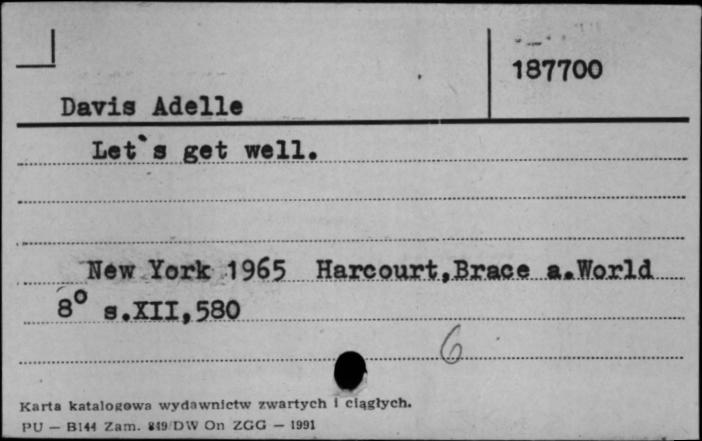 187700
Davis Adelle
Let`s get well.
New York 1965 Harcourt,Brace a.World
8° s.XII,580
6
Karta katalogowa wydawnictw zwartych i ciągłych.
PU — B144 Zam. 849/DW On ZGG — 1991